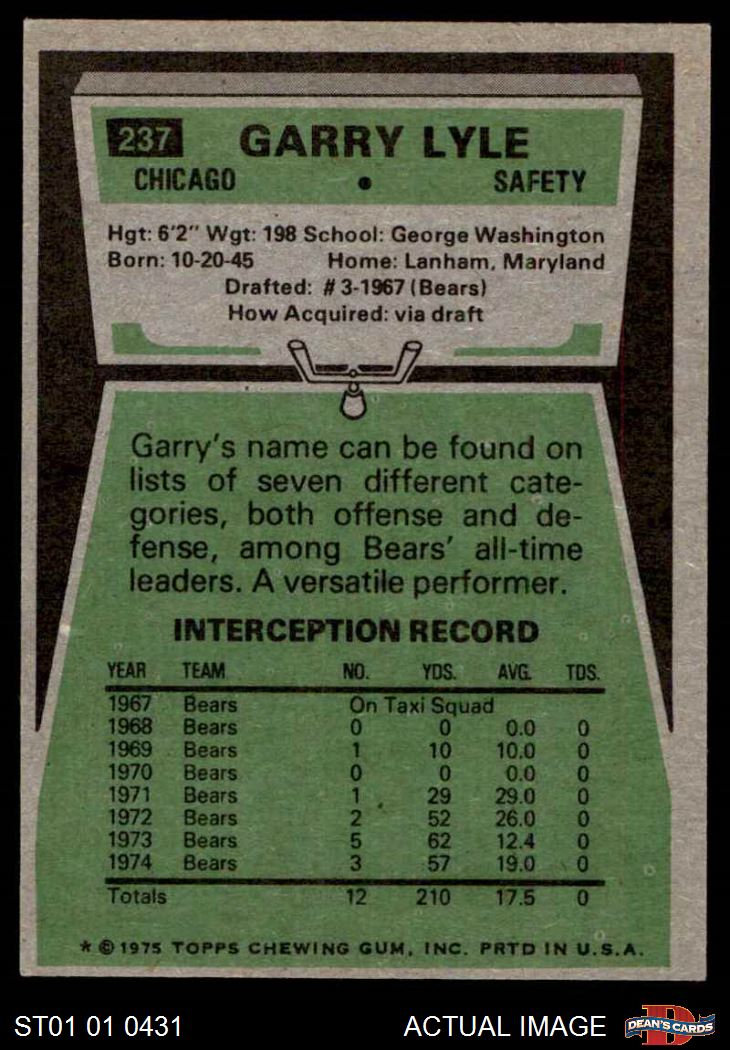 237 GARRY LYLE
CHICAGO • SAFETY
Hgt: 6'2" Wgt: 198 School: George Washington
Born: 10-20-45 Home: Lanham, Maryland
Drafted: #3-1967 (Bears)
How Acquired: via draft
Garry's name can be found on
lists of seven different cate-
gories, both offense and de-
fense, among Bears' all-time
leaders. A versatile performer.
INTERCEPTION RECORD
YEAR TEAM NO. YDS. AVG. TDS.
1967 Bears On Taxi Squad
1968 Bears 0 0 0.0 0
1969 Bears 1 10 10.0 0
1970 Bears 0 0 0.0 0
1971 Bears 1 29 29.0 0
1972 Bears 2 52 26.0 0
1973 Bears 5 62 12.4 0
1974 Bears 3 57 19.0 0
Totals 12 210 17.5 0
* © 1975 TOPPS CHEWING GUM, INC. PRTD IN U.S.A.
ST01 01 0431 ACTUAL IMAGE D DEAN'S CARDS